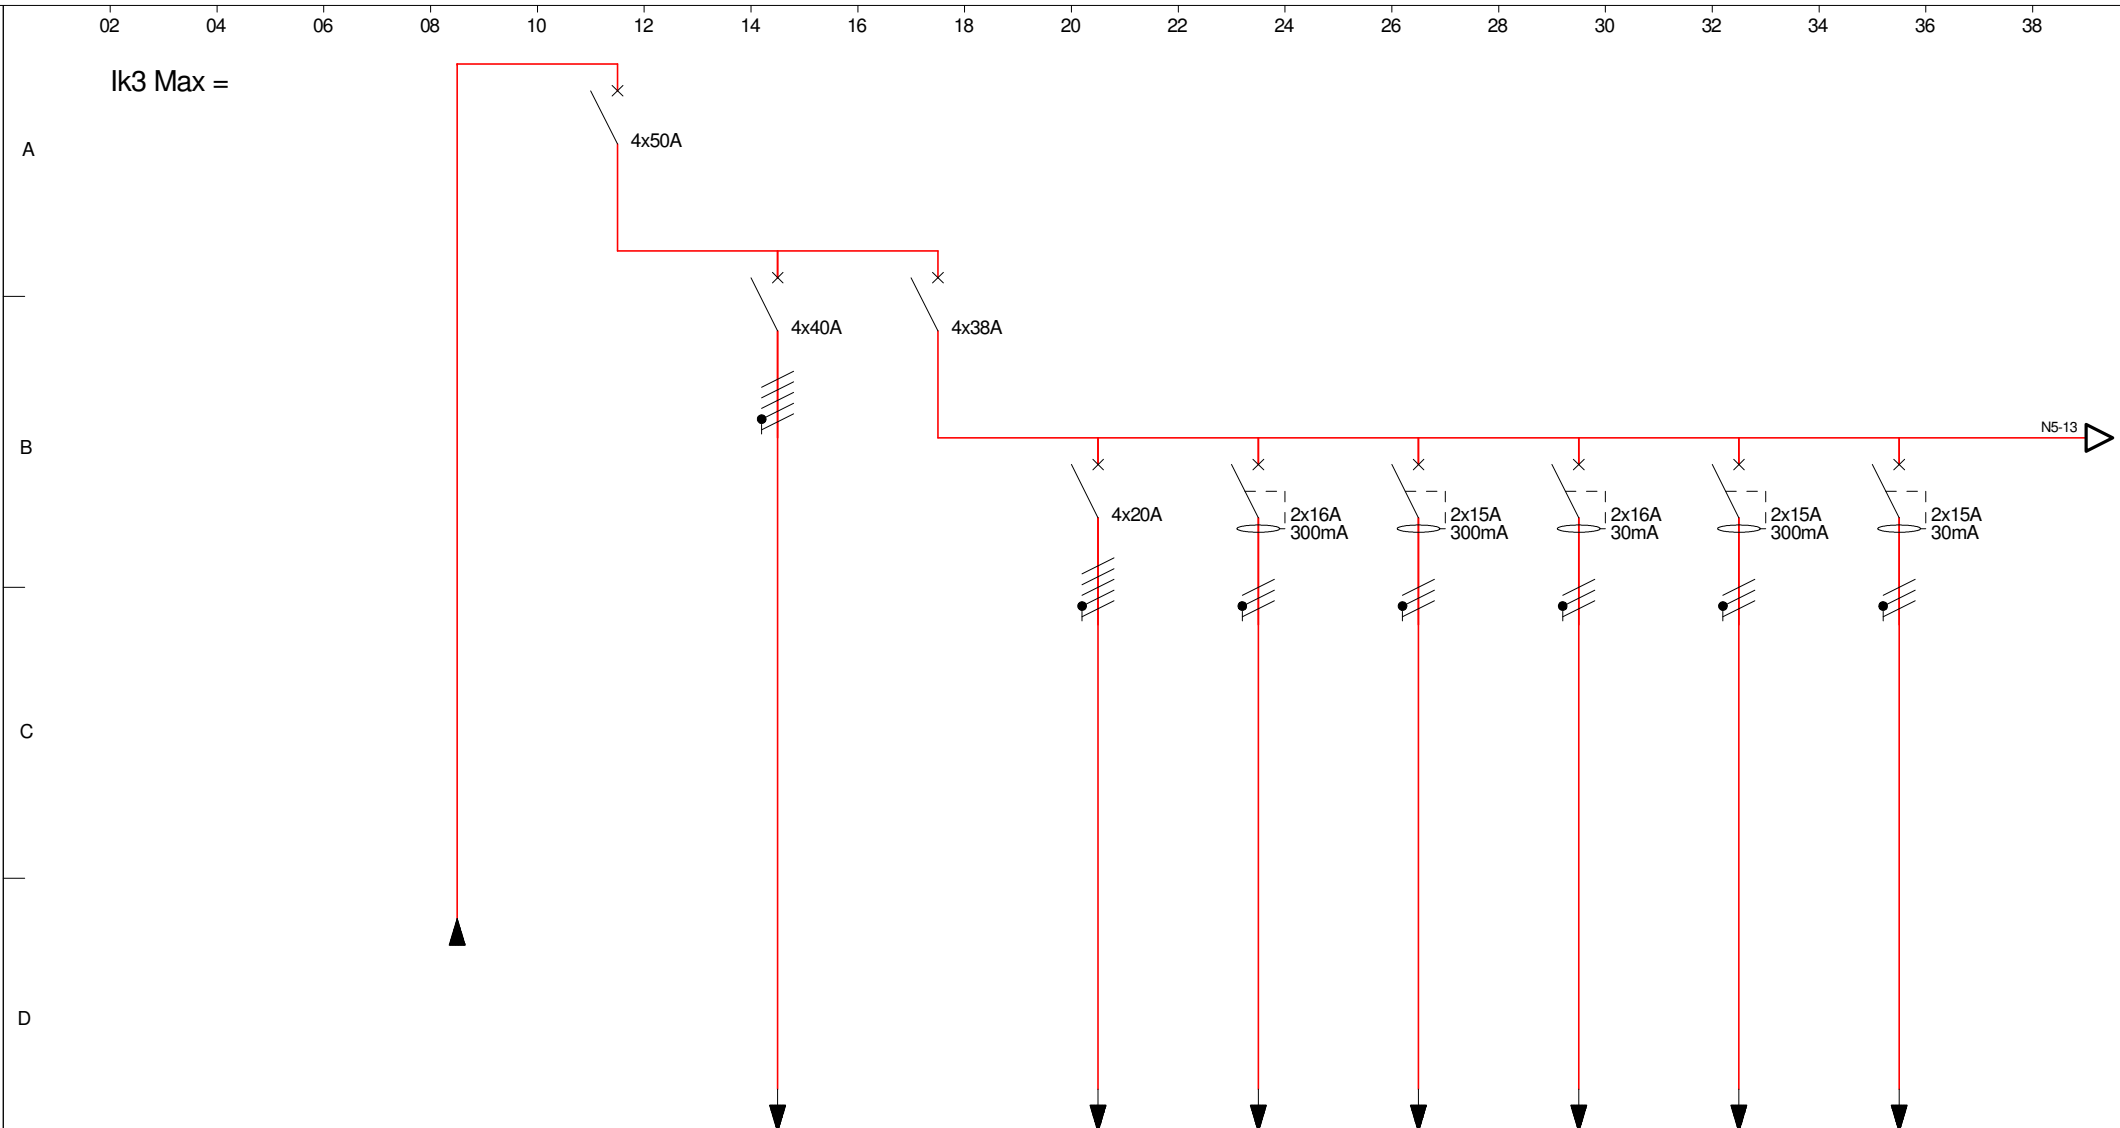 02 04 06 08 10 12 14 16 18 20 22 24 26 28 30 32 34 36 38
Ik3 Max =
A
4x50A
4x40A
4x38A
B
N5-13
4x20A
2x16A
300mA
2x15A
300mA
2x16A
30mA
2x15A
300mA
2x15A
30mA
C
D